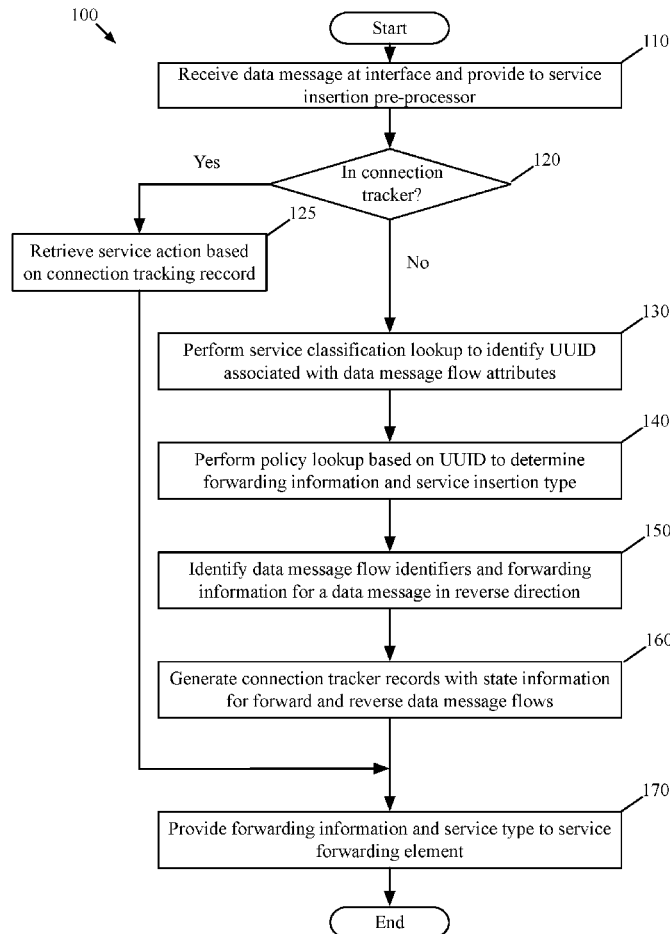 100
Start
110
Receive data message at interface and provide to service
insertion pre-processor
120
In connection
tracker?
Yes
125
Retrieve service action based
on connection tracking reccord
No
130
Perform service classification lookup to identify UUID
associated with data message flow attributes
140
Perform policy lookup based on UUID to determine
forwarding information and service insertion type
150
Identify data message flow identifiers and forwarding
information for a data message in reverse direction
160
Generate connection tracker records with state information
for forward and reverse data message flows
170
Provide forwarding information and service type to service
forwarding element
End